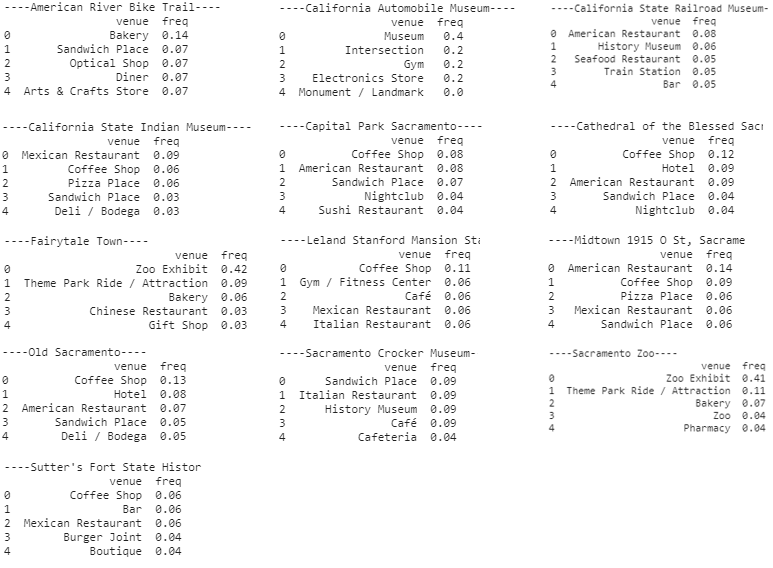 ----American River Bike Trail----
venue freq
0 Bakery 0.14
1 Sandwich Place 0.07
2 Optical Shop 0.07
3 Diner 0.07
4 Arts & Crafts Store 0.07
----California Automobile Museum----
venue freq
0 Museum 0.4
1 Intersection 0.2
2 Gym 0.2
3 Electronics Store 0.2
4 Monument / Landmark 0.0
----California State Railroad Museum-
venue freq
0 American Restaurant 0.08
1 History Museum 0.06
2 Seafood Restaurant 0.05
3 Train Station 0.05
4 Bar 0.05
----California State Indian Museum----
venue freq
0 Mexican Restaurant 0.09
1 Coffee Shop 0.06
2 Pizza Place 0.06
3 Sandwich Place 0.03
4 Deli / Bodega 0.03
----Capital Park Sacramento----
venue freq
0 Coffee Shop 0.08
1 American Restaurant 0.08
2 Sandwich Place 0.07
3 Nightclub 0.04
4 Sushi Restaurant 0.04
----Cathedral of the Blessed Sacr
venue freq
0 Coffee Shop 0.12
1 Hotel 0.09
2 American Restaurant 0.09
3 Sandwich Place 0.04
4 Nightclub 0.04
----Fairytale Town----
venue freq
0 Zoo Exhibit 0.42
1 Theme Park Ride / Attraction 0.09
2 Bakery 0.06
3 Chinese Restaurant 0.03
4 Gift Shop 0.03
----Leland Stanford Mansion Sta
venue freq
0 Coffee Shop 0.11
1 Gym / Fitness Center 0.06
2 Café 0.06
3 Mexican Restaurant 0.06
4 Italian Restaurant 0.06
----Midtown 1915 O St, Sacrame
venue freq
0 American Restaurant 0.14
1 Coffee Shop 0.09
2 Pizza Place 0.06
3 Mexican Restaurant 0.06
4 Sandwich Place 0.06
----Old Sacramento----
venue freq
0 Coffee Shop 0.13
1 Hotel 0.08
2 American Restaurant 0.07
3 Sandwich Place 0.05
4 Deli / Bodega 0.05
----Sacramento Crocker Museum-
venue freq
0 Sandwich Place 0.09
1 Italian Restaurant 0.09
2 History Museum 0.09
3 Café 0.09
4 Cafeteria 0.04
----Sacramento Zoo----
venue freq
0 Zoo Exhibit 0.41
1 Theme Park Ride / Attraction 0.11
2 Bakery 0.07
3 Zoo 0.04
4 Pharmacy 0.04
----Sutter's Fort State Histor
venue freq
0 Coffee Shop 0.06
1 Bar 0.06
2 Mexican Restaurant 0.06
3 Burger Joint 0.04
4 Boutique 0.04